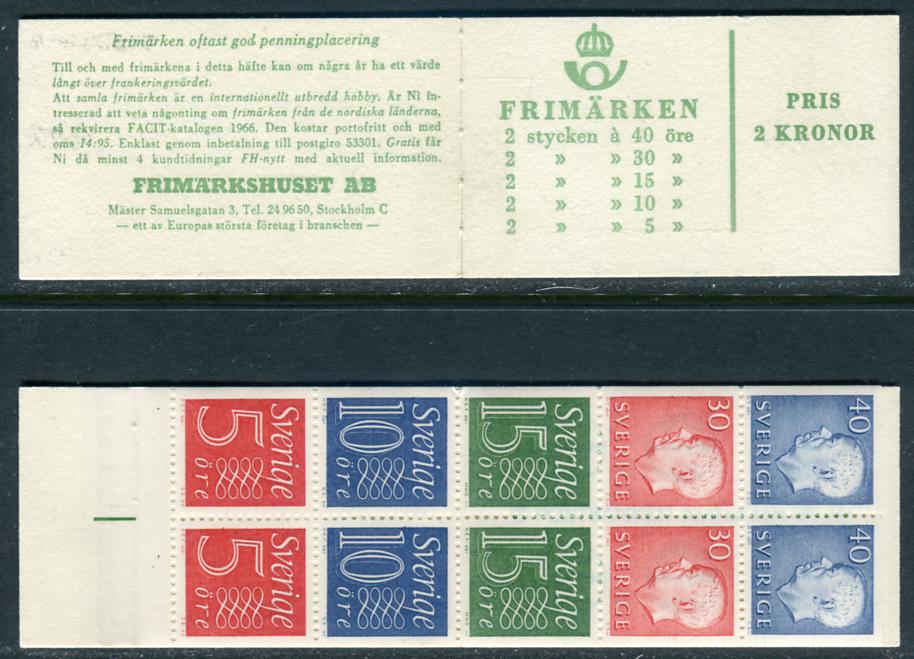 Frimärken oftast god penningplacering
Till och med frimärkena i detta häfte kan om några år ha ett värde
långt över frankeringsvärdet.
Att samla frimärken är en internationellt utbredd hobby. Är Ni in-
tresserad att veta någonting om frimärken från de nordiska länderna,
så rekvirera FACIT-katalogen 1966. Den kostar portofritt och med
oms 14:95. Enklast genom inbetalning till postgiro 53301. Gratis får
Ni då minst 4 kundtidningar FH-nytt med aktuell information.
FRIMÄRKSHUSET AB
Mäster Samuelsgatan 3, Tel. 24 96 50, Stockholm C
— ett av Europas största företag i branschen —
FRIMÄRKEN
2 stycken à 40 öre
2 » » 30 »
2 » » 15 »
2 » » 10 »
2 » » 5 »
PRIS
2 KRONOR
Sverige
5 öre
Sverige
10 öre
Sverige
15 öre
30
SVERIGE
40
SVERIGE
Sverige
5 öre
Sverige
10 öre
Sverige
15 öre
30
SVERIGE
40
SVERIGE